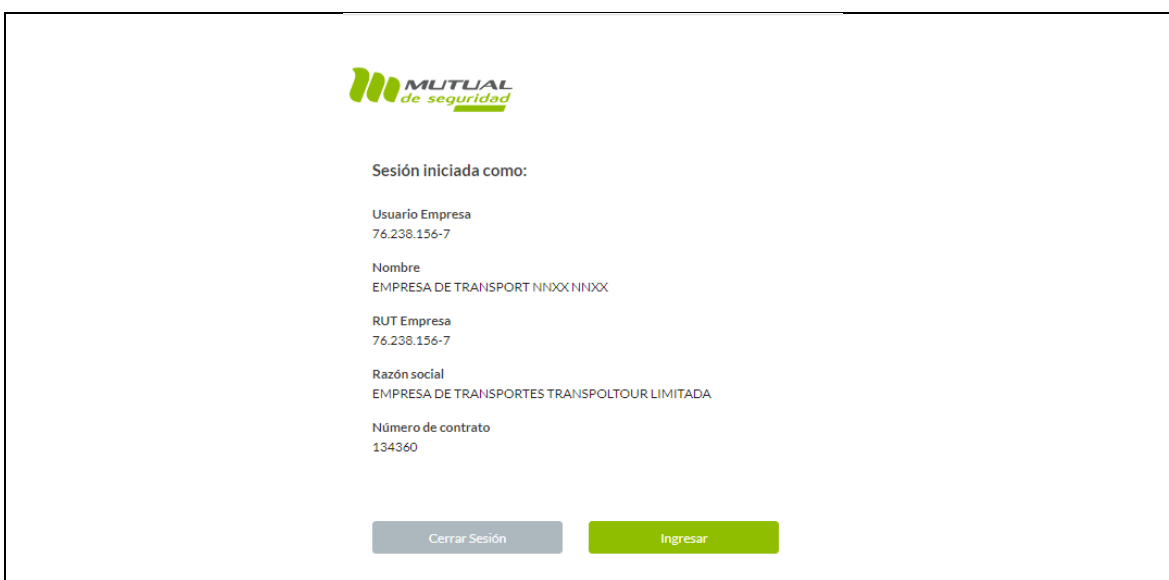 MUTUAL
de seguridad
Sesión iniciada como:
Usuario Empresa
76.238.156-7
Nombre
EMPRESA DE TRANSPORT NNXX NNXX
RUT Empresa
76.238.156-7
Razón social
EMPRESA DE TRANSPORTES TRANSPOLTOUR LIMITADA
Número de contrato
134360
Cerrar Sesión
Ingresar